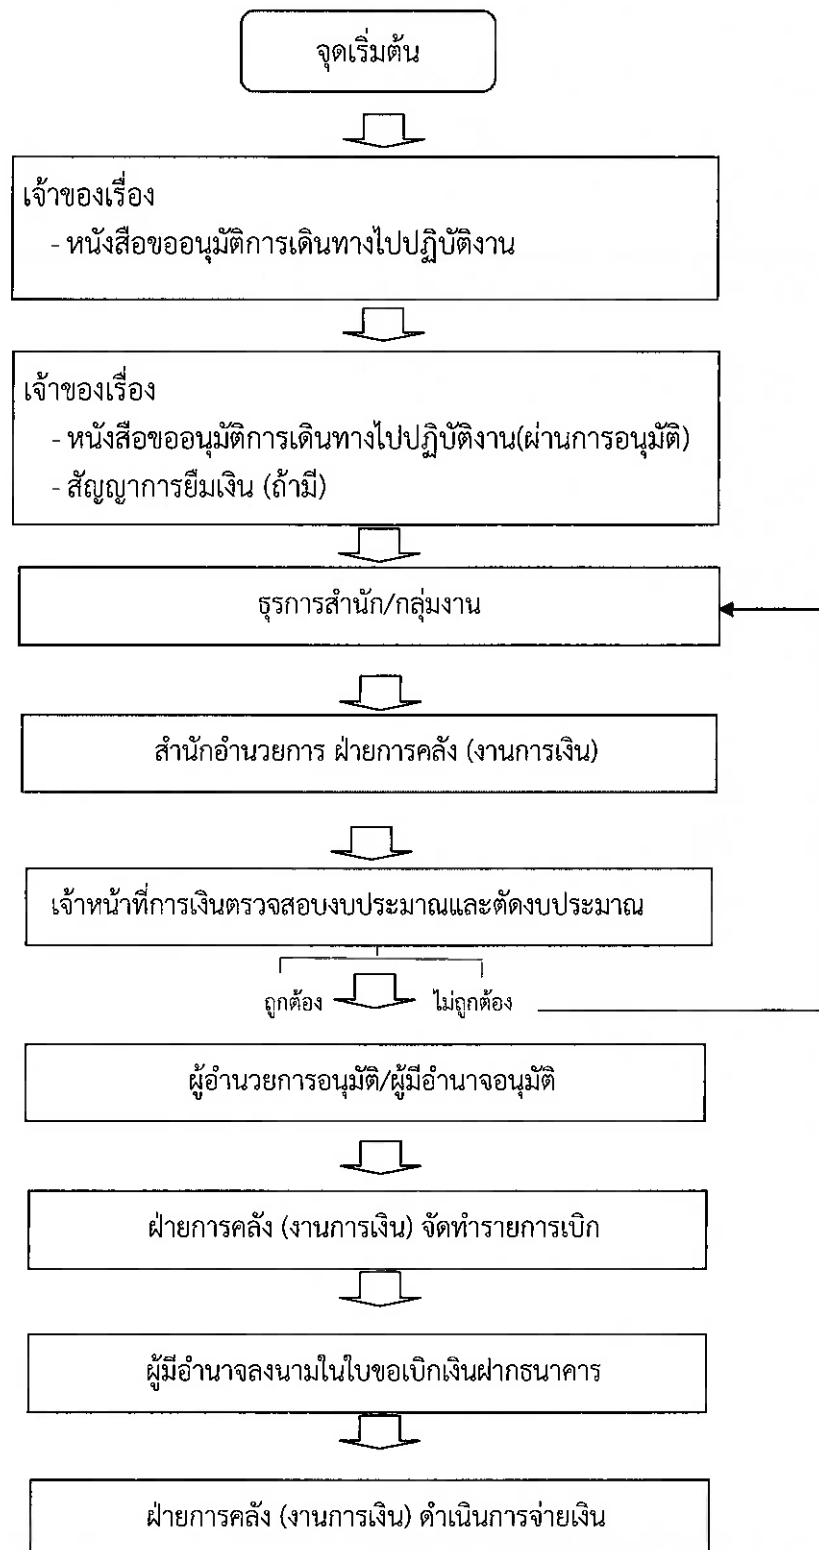 จุดเริ่มต้น
เจ้าของเรื่อง
- หนังสือขออนุมัติการเดินทางไปปฏิบัติงาน
เจ้าของเรื่อง
- หนังสือขออนุมัติการเดินทางไปปฏิบัติงาน(ผ่านการอนุมัติ)
- สัญญาการยืมเงิน (ถ้ามี)
ธุรการสำนัก/กลุ่มงาน
สำนักอำนวยการ ฝ่ายการคลัง (งานการเงิน)
เจ้าหน้าที่การเงินตรวจสอบงบประมาณและตัดงบประมาณ
ถูกต้อง ไม่ถูกต้อง
ผู้อำนวยการอนุมัติ/ผู้มีอำนาจอนุมัติ
ฝ่ายการคลัง (งานการเงิน) จัดทำรายการเบิก
ผู้มีอำนาจลงนามในใบขอเบิกเงินฝากธนาคาร
ฝ่ายการคลัง (งานการเงิน) ดำเนินการจ่ายเงิน